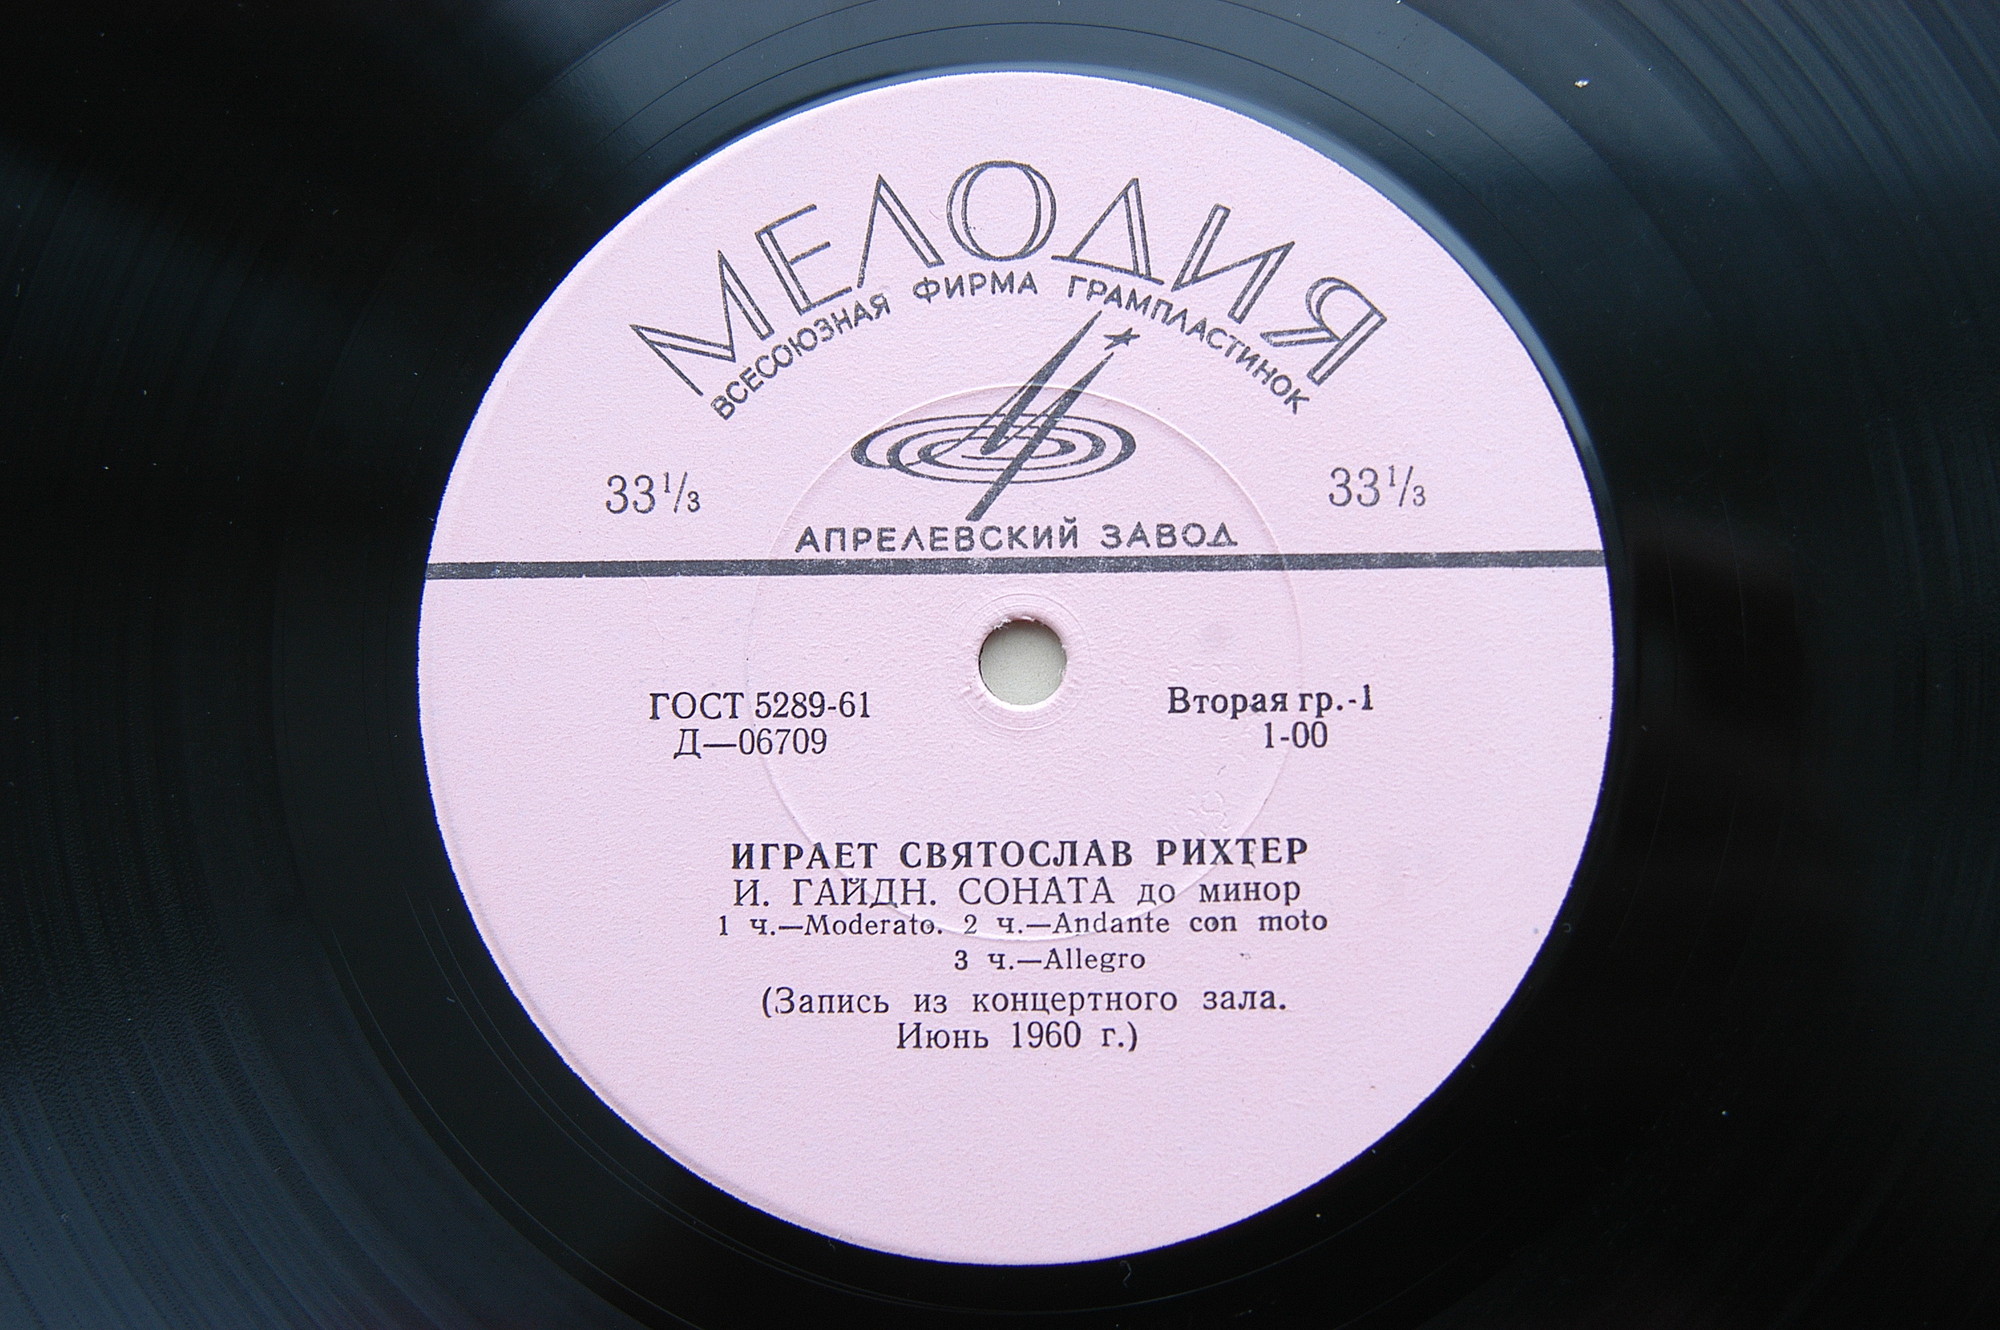 МЕЛОДИЯ
ВСЕСОЮЗНАЯ ФИРМА ГРАМПЛАСТИНОК
33⅓ 33⅓
АПРЕЛЕВСКИЙ ЗАВОД
ГОСТ 5289-61 Вторая гр.-1
Д—06709 1-00
ИГРАЕТ СВЯТОСЛАВ РИХТЕР
И. ГАЙДН. СОНАТА до минор
1 ч.—Moderato. 2 ч.—Andante con moto
3 ч.—Allegro
(Запись из концертного зала.
Июнь 1960 г.)